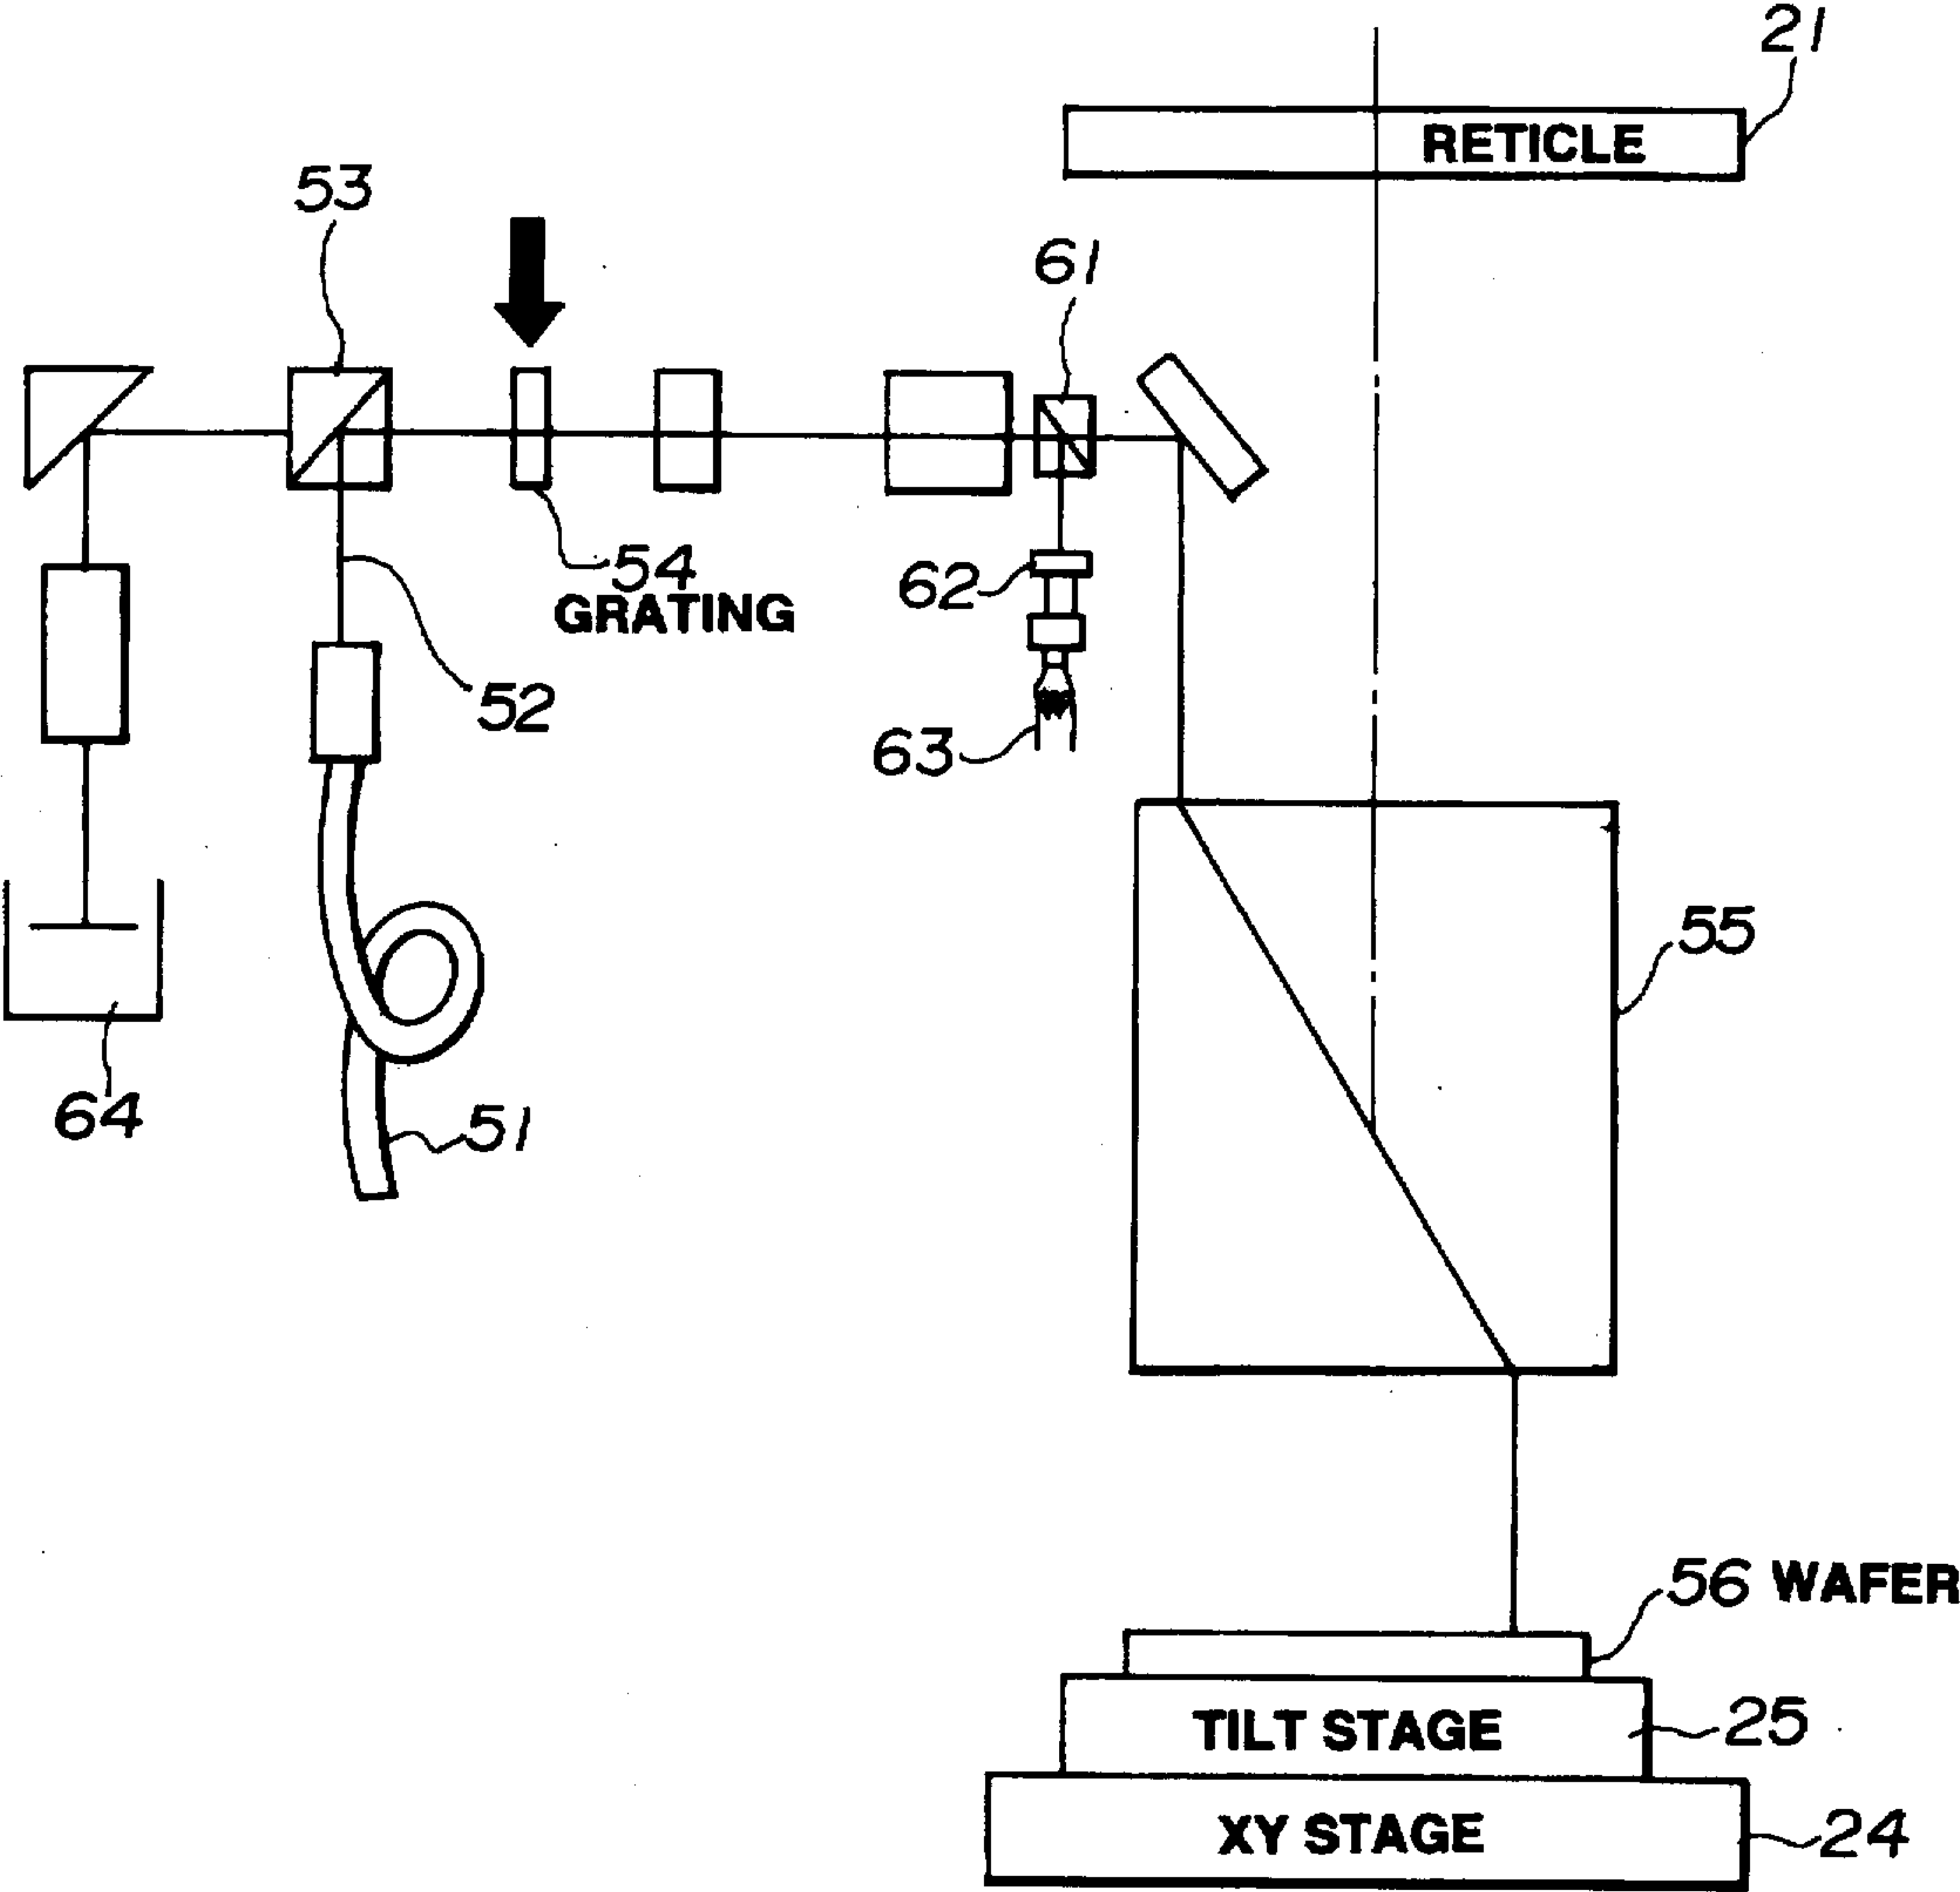 21
RETICLE
53
61
54
GRATING
62
52
63
55
64
51
56 WAFER
TILT STAGE
25
XY STAGE
24